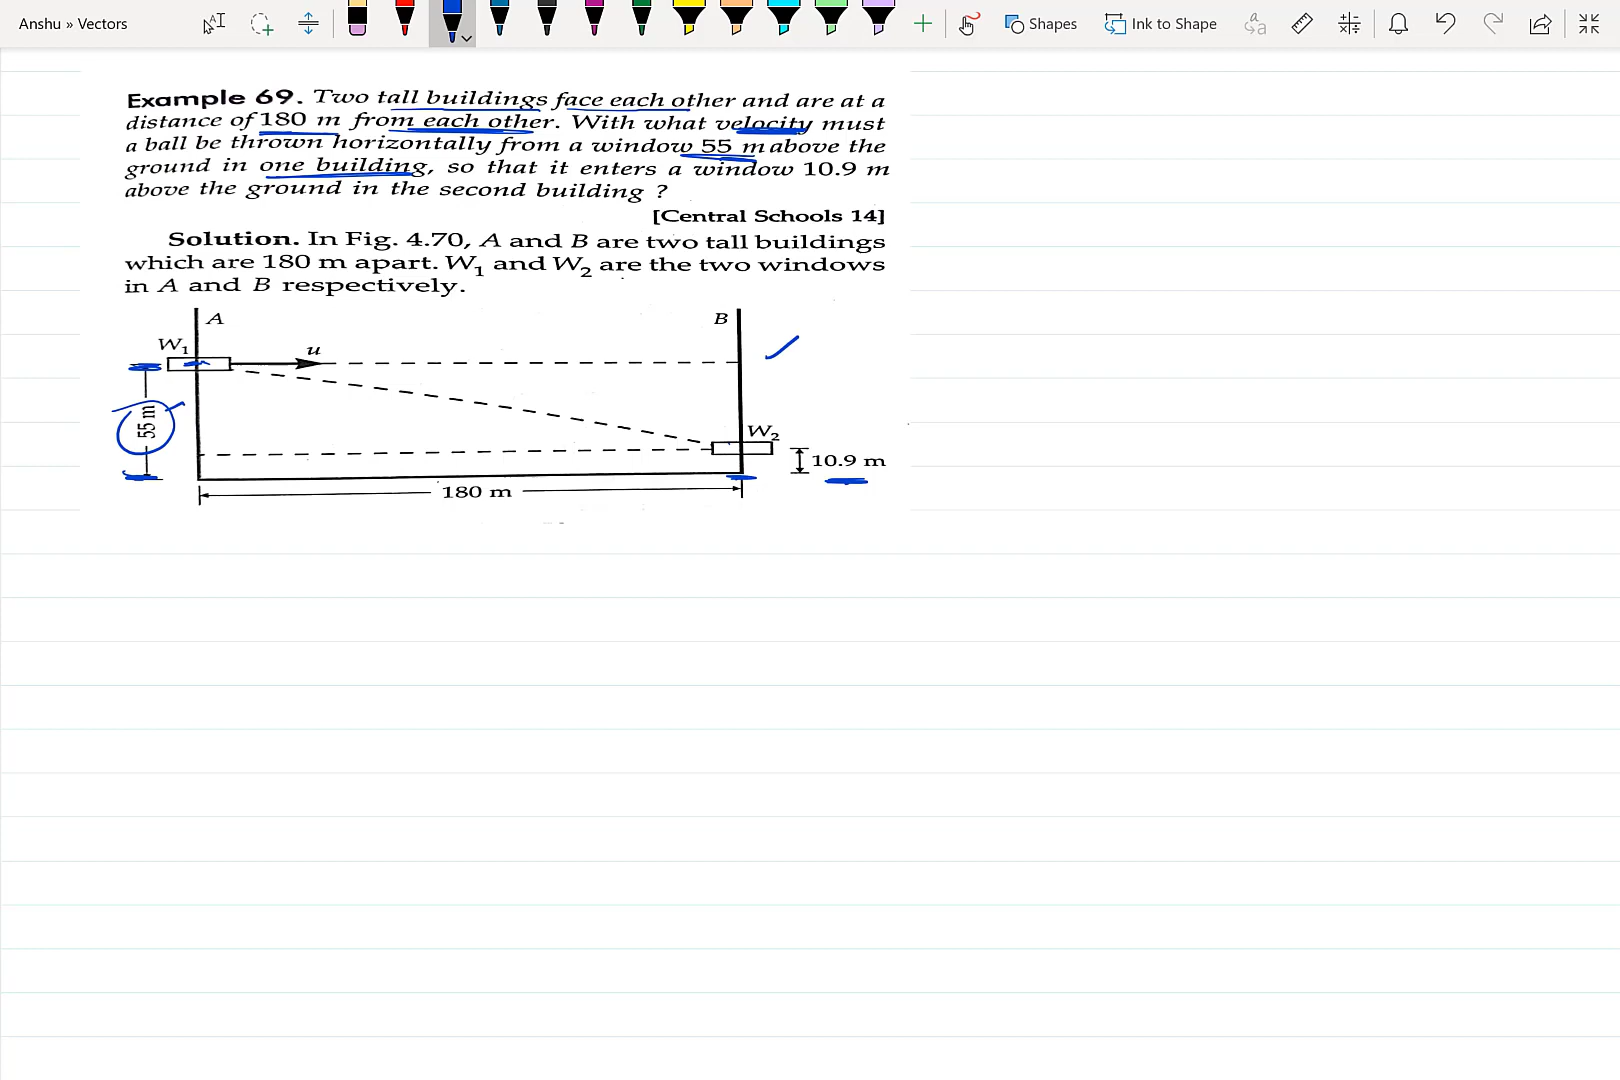 Anshu » Vectors
Shapes
Ink to Shape
Example 69. Two tall buildings face each other and are at a
distance of 180 m from each other. With what velocity must
a ball be thrown horizontally from a window 55 m above the
ground in one building, so that it enters a window 10.9 m
above the ground in the second building ?
[Central Schools 14]
Solution. In Fig. 4.70, A and B are two tall buildings
which are 180 m apart. W₁ and W₂ are the two windows
in A and B respectively.
A
B
W₁
u
55 m
W₂
10.9 m
180 m